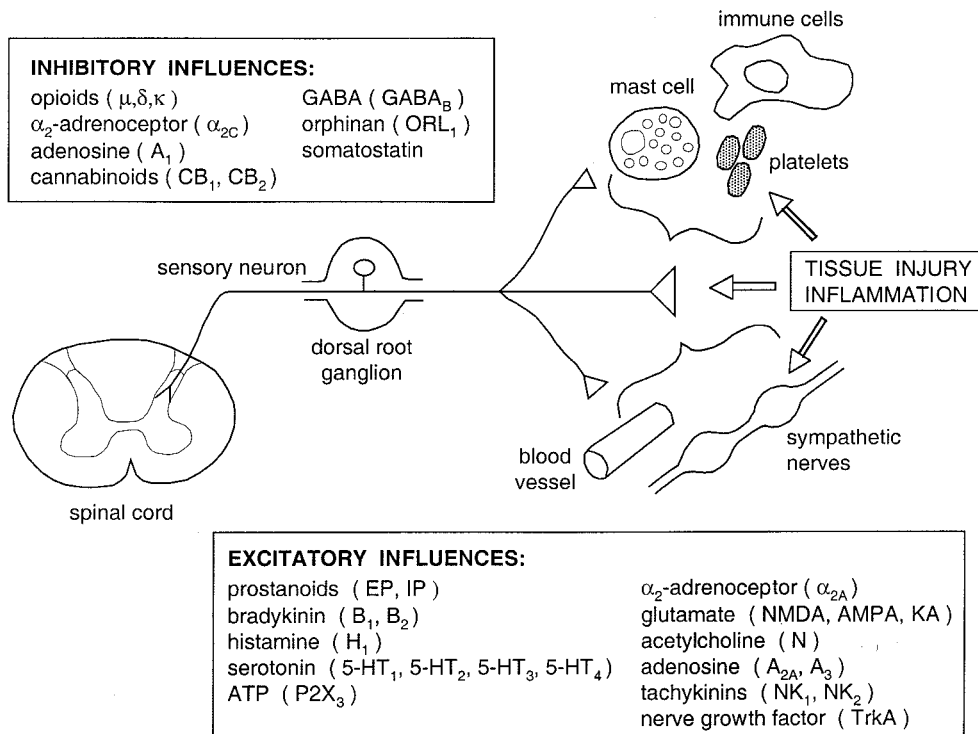 immune cells
mast cell
platelets
INHIBITORY INFLUENCES:
opioids ( μ,δ,κ )
α₂-adrenoceptor ( α₂C )
adenosine ( A₁ )
cannabinoids ( CB₁, CB₂ )
GABA ( GABA_B )
orphinan ( ORL₁ )
somatostatin
sensory neuron
dorsal root
ganglion
TISSUE INJURY
INFLAMMATION
spinal cord
blood
vessel
sympathetic
nerves
EXCITATORY INFLUENCES:
prostanoids ( EP, IP )
bradykinin ( B₁, B₂ )
histamine ( H₁ )
serotonin ( 5-HT₁, 5-HT₂, 5-HT₃, 5-HT₄ )
ATP ( P2X₃ )
α₂-adrenoceptor ( α₂A )
glutamate ( NMDA, AMPA, KA )
acetylcholine ( N )
adenosine ( A₂A, A₃ )
tachykinins ( NK₁, NK₂ )
nerve growth factor ( TrkA )